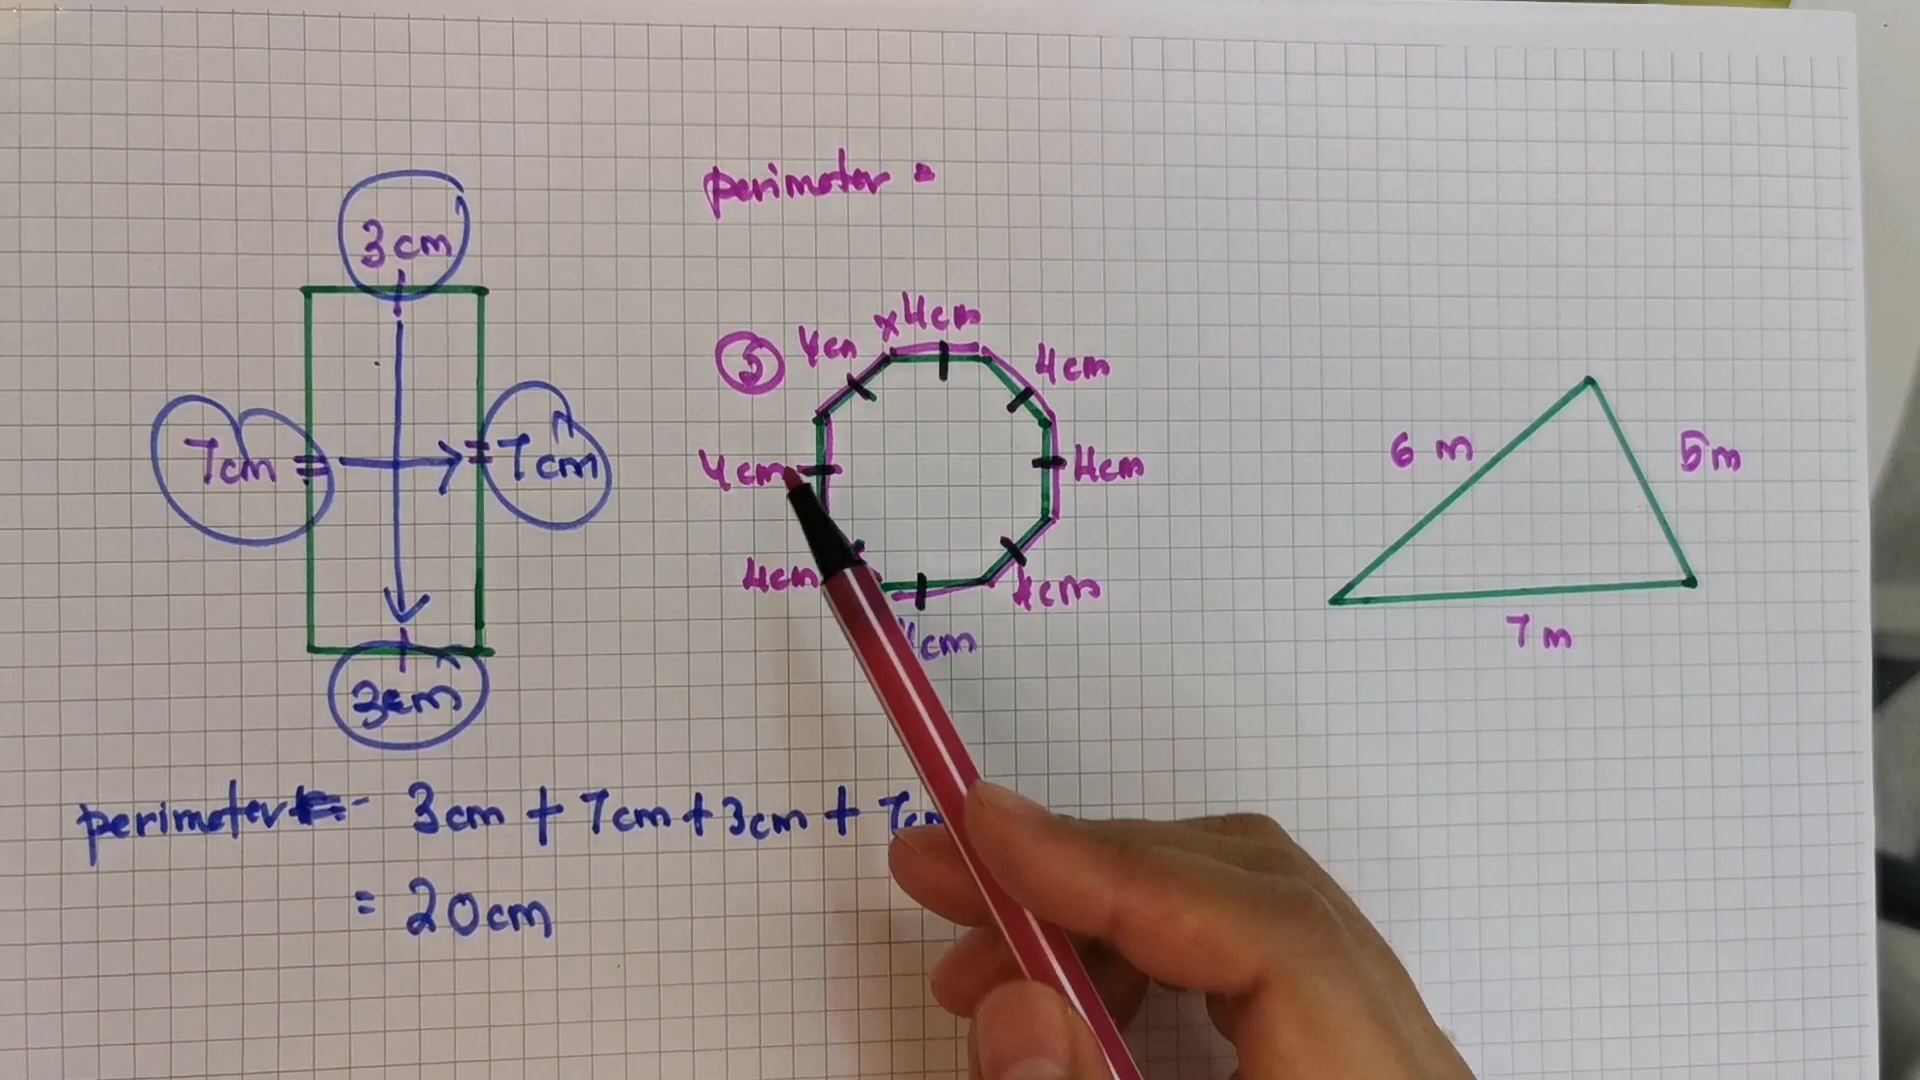 3cm
7cm
7cm
3cm
perimeter = 3cm + 7cm + 3cm + 7cm
= 20cm
perimeter =
4cm
x 4cm
4cm
4cm
4cm
4cm
4cm
4cm
6 m
5m
7 m